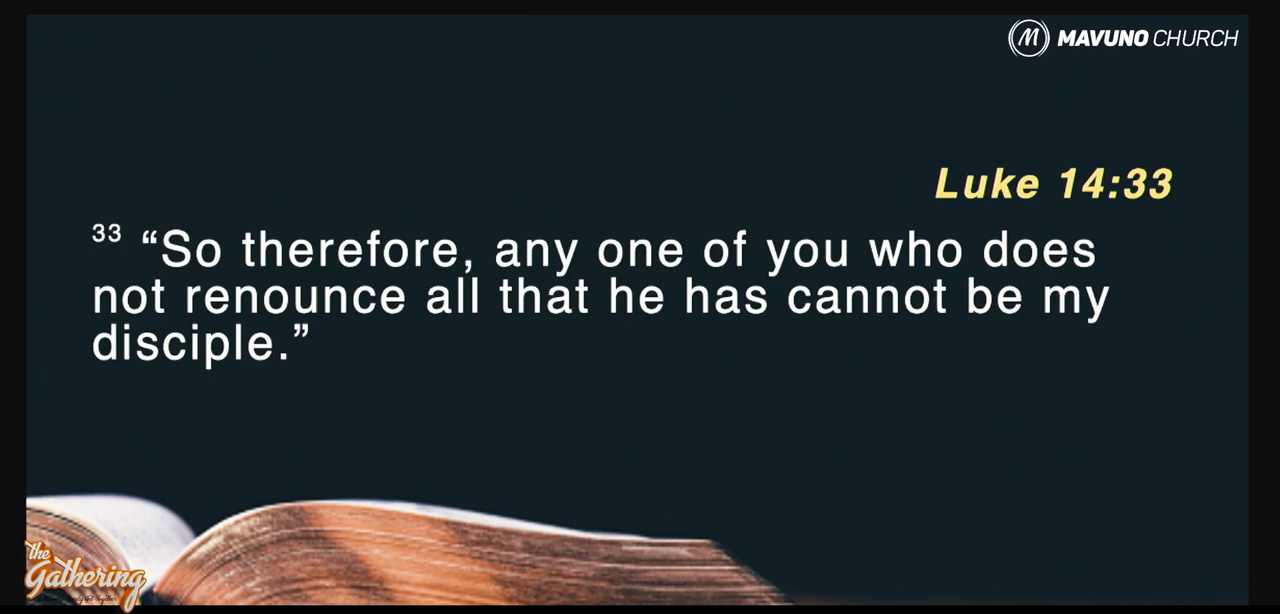 M MAVUNO CHURCH
Luke 14:33
33 “So therefore, any one of you who does
not renounce all that he has cannot be my
disciple.”
the
Gathering